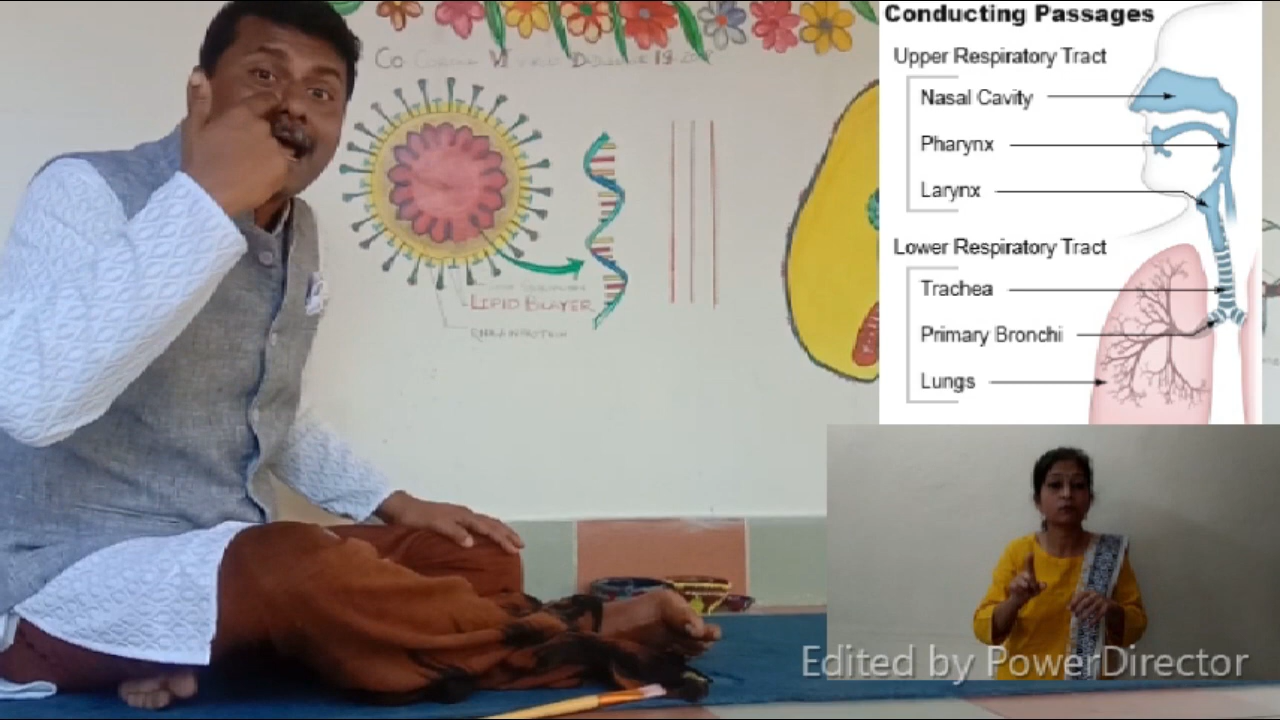 Conducting Passages
Upper Respiratory Tract
Nasal Cavity
Pharynx
Larynx
Lower Respiratory Tract
Trachea
Primary Bronchi
Lungs
LIPID BILAYER
Edited by PowerDirector